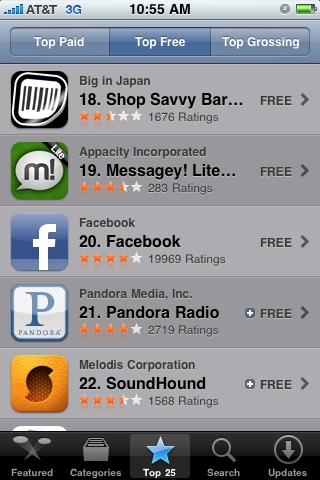 AT&T 3G 10:55 AM
Top Paid Top Free Top Grossing
Big in Japan
18. Shop Savvy Bar... FREE
1676 Ratings
Lite
m!
Appacity Incorporated
19. Messagey! Lite... FREE
283 Ratings
f
Facebook
20. Facebook FREE
19969 Ratings
P
PANDORA
Pandora Media, Inc.
21. Pandora Radio + FREE
2719 Ratings
Melodis Corporation
22. SoundHound + FREE
1568 Ratings
Featured Categories Top 25 Search Updates